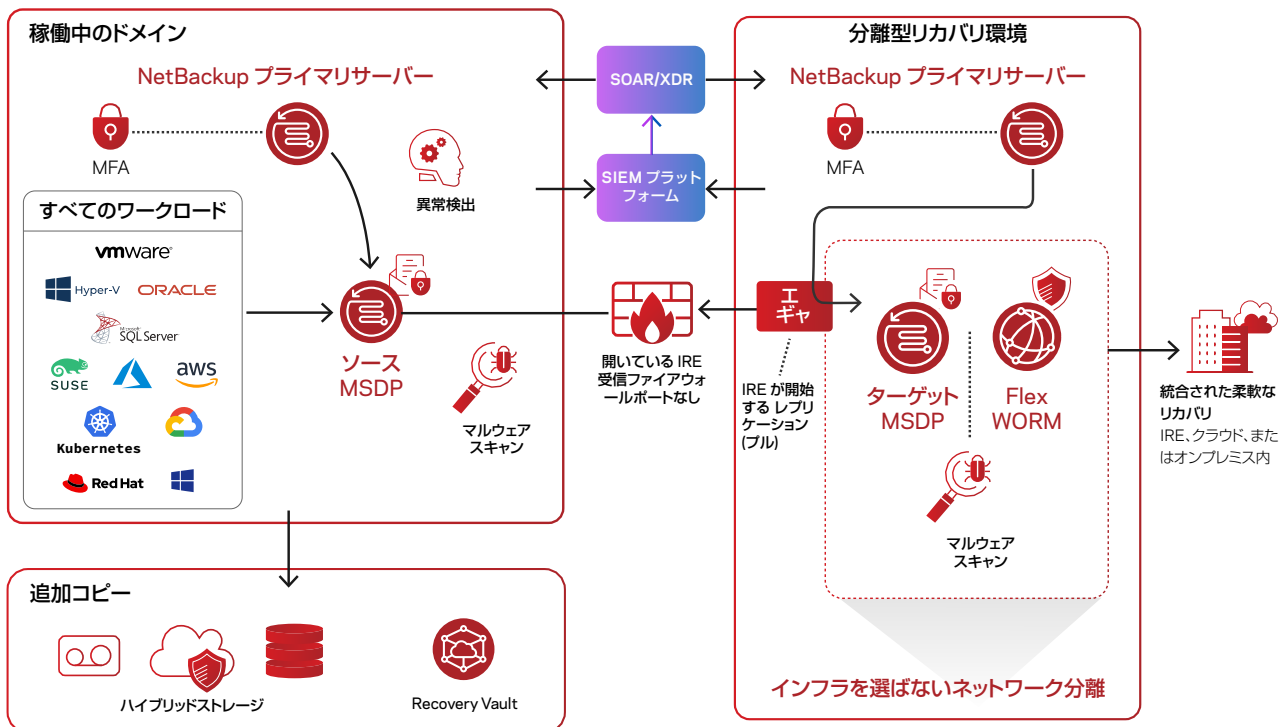 稼働中のドメイン
NetBackup プライマリサーバー
MFA
異常検出
すべてのワークロード
vmware
Hyper-V
ORACLE
Microsoft
SQL Server
SUSE
aws
Kubernetes
Red Hat
ソース
MSDP
マルウェア
スキャン
SOAR/XDR
SIEM プラット
フォーム
開いている IRE
受信ファイアウォ
ールポートなし
分離型リカバリ環境
NetBackup プライマリサーバー
MFA
エ
ギャ
IRE が開始
する レプリ
ケーション
(プル)
ターゲット
MSDP
Flex
WORM
マルウェア
スキャン
インフラを選ばないネットワーク分離
統合された柔軟な
リカバリ
IRE、クラウド、また
はオンプレミス内
追加コピー
ハイブリッドストレージ
Recovery Vault